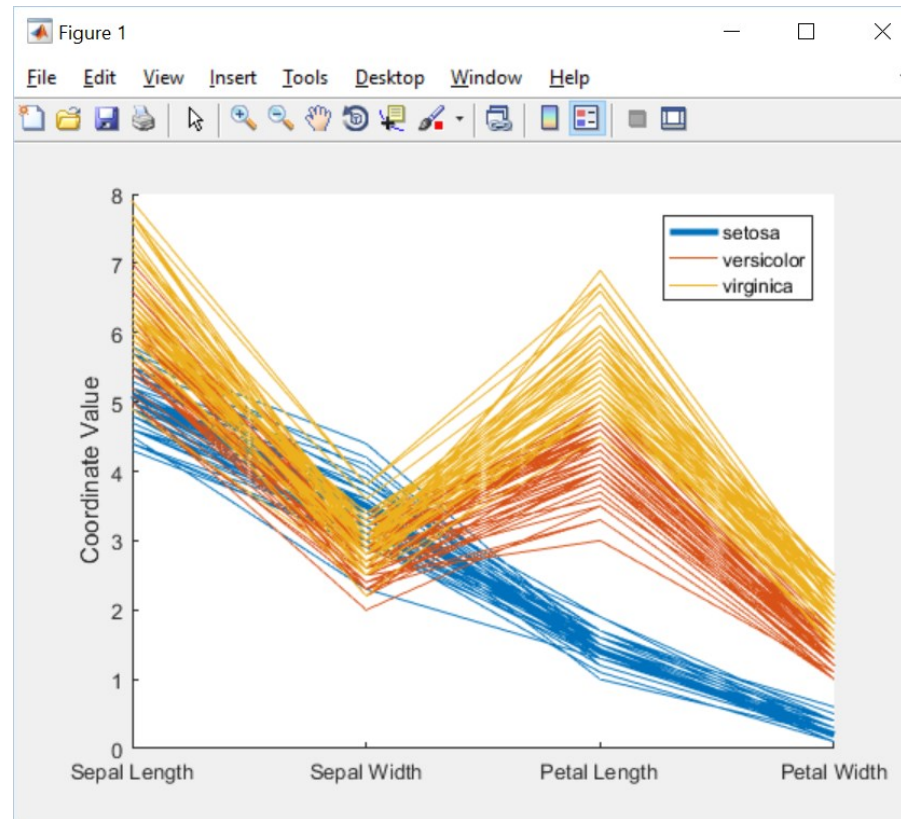 Figure 1
File Edit View Insert Tools Desktop Window Help
8
7
6
5
4
3
2
1
0
Coordinate Value
setosa
versicolor
virginica
Sepal Length Sepal Width Petal Length Petal Width